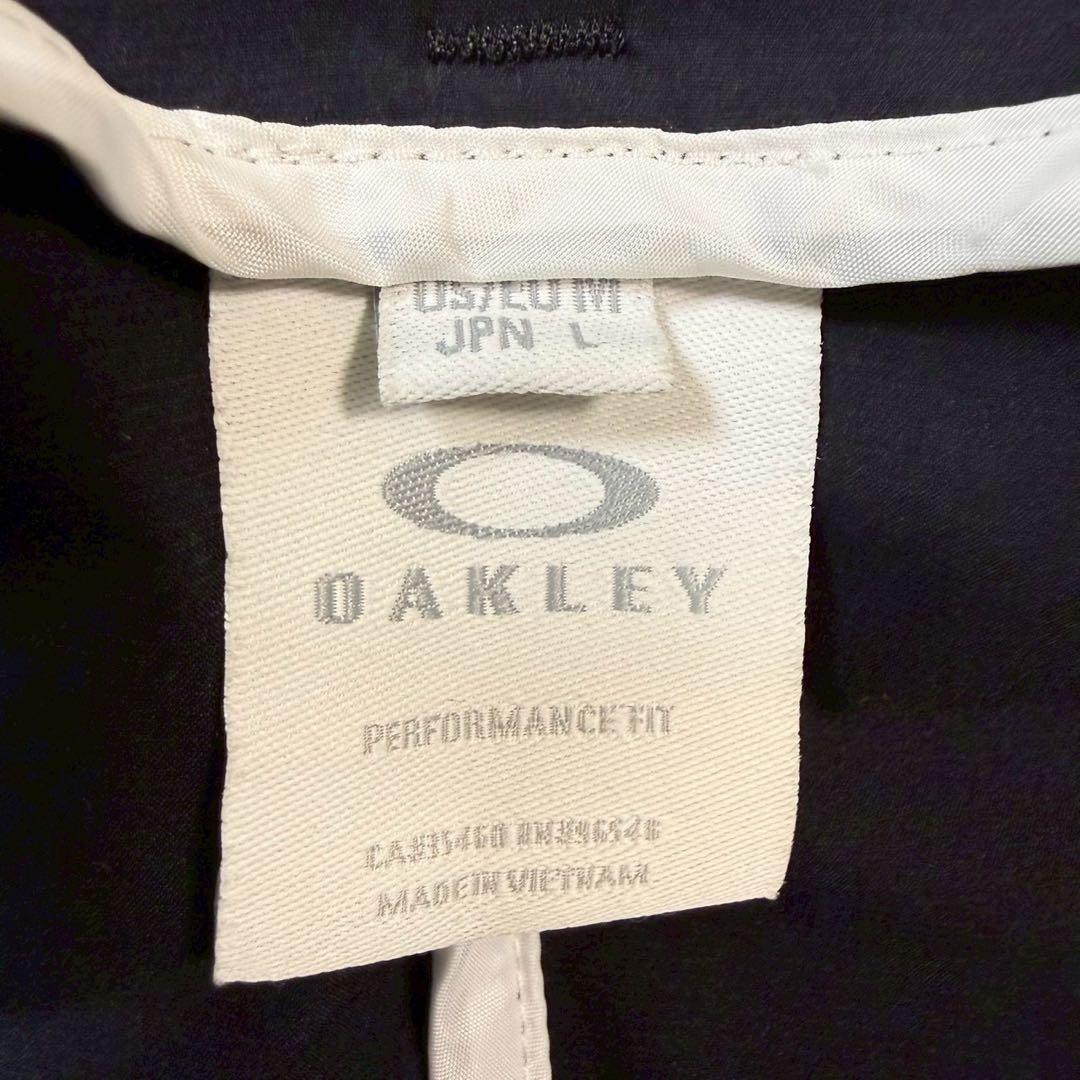 US/EU M
JPN L
OAKLEY
PERFORMANCE FIT
MADE IN VIETNAM